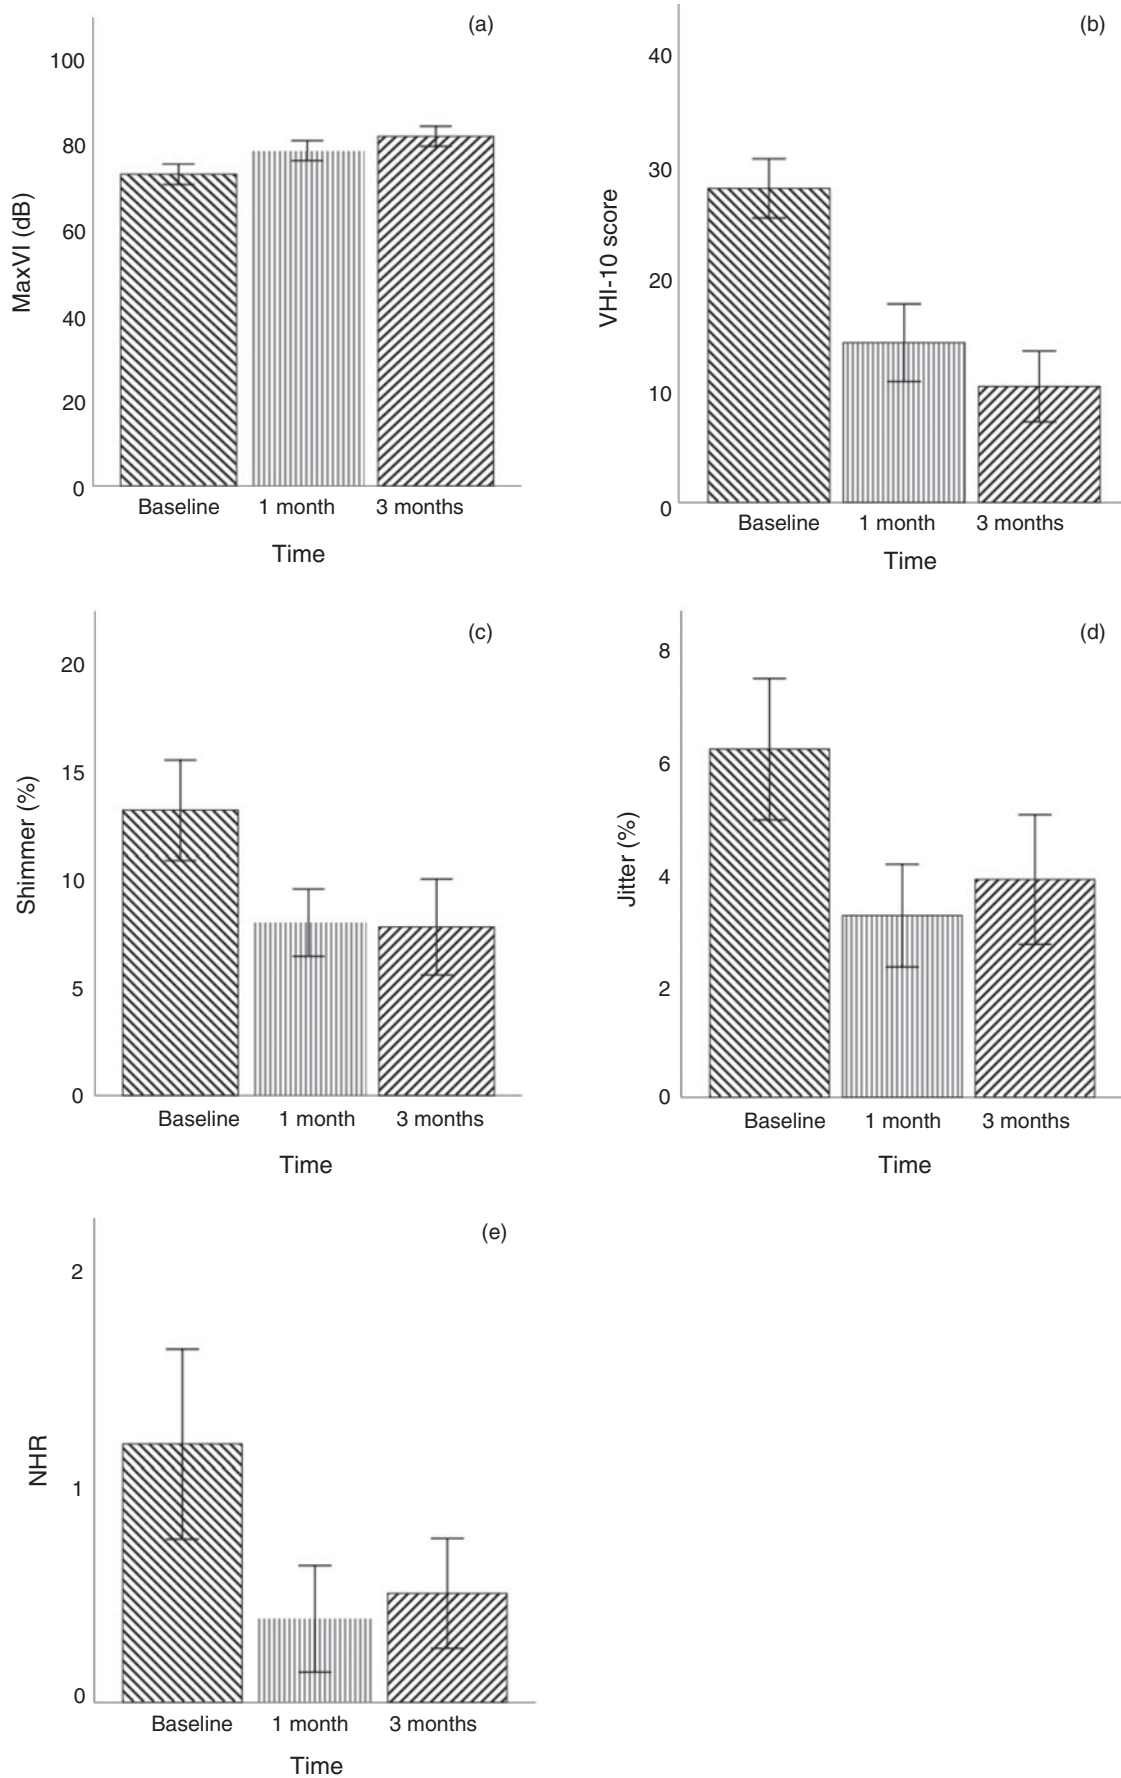 (a)
100
80
60
40
20
0
MaxVI (dB)
Baseline 1 month 3 months
Time
(b)
40
30
20
10
0
VHI-10 score
Baseline 1 month 3 months
Time
(c)
20
15
10
5
0
Shimmer (%)
Baseline 1 month 3 months
Time
(d)
8
6
4
2
0
Jitter (%)
Baseline 1 month 3 months
Time
(e)
2
1
0
NHR
Baseline 1 month 3 months
Time